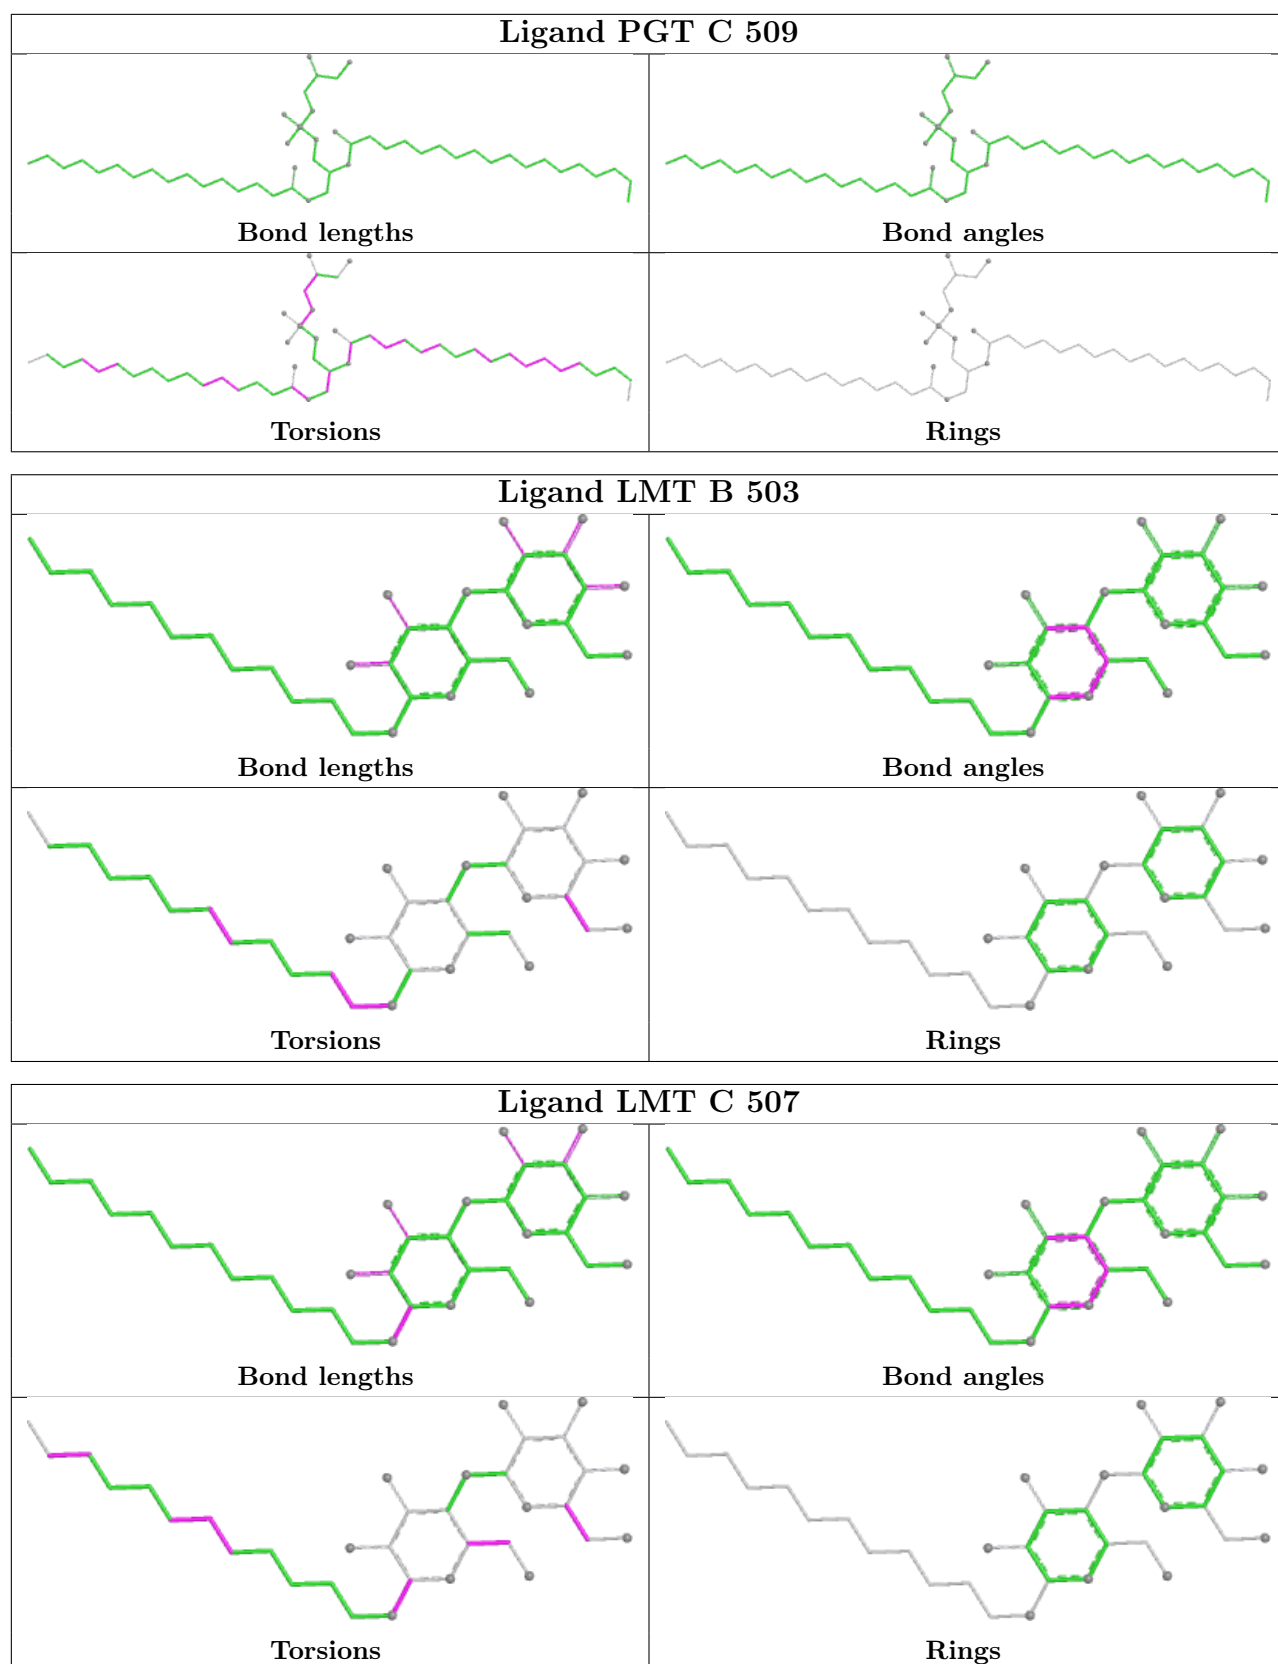 Ligand PGT C 509
Bond lengths
Bond angles
Torsions
Rings
Ligand LMT B 503
Bond lengths
Bond angles
Torsions
Rings
Ligand LMT C 507
Bond lengths
Bond angles
Torsions
Rings